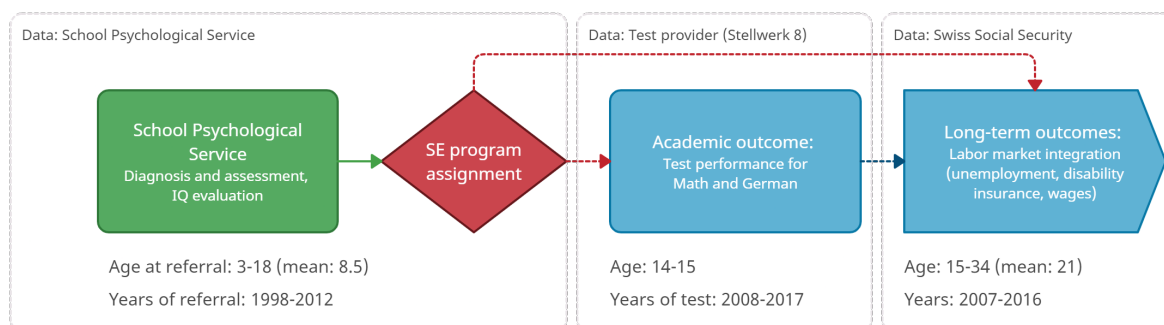 Data: School Psychological Service
Data: Test provider (Stellwerk 8)
Data: Swiss Social Security
School Psychological
Service
Diagnosis and assessment,
IQ evaluation
SE program
assignment
Academic outcome:
Test performance for
Math and German
Long-term outcomes:
Labor market integration
(unemployment, disability
insurance, wages)
Age at referral: 3-18 (mean: 8.5)
Years of referral: 1998-2012
Age: 14-15
Years of test: 2008-2017
Age: 15-34 (mean: 21)
Years: 2007-2016